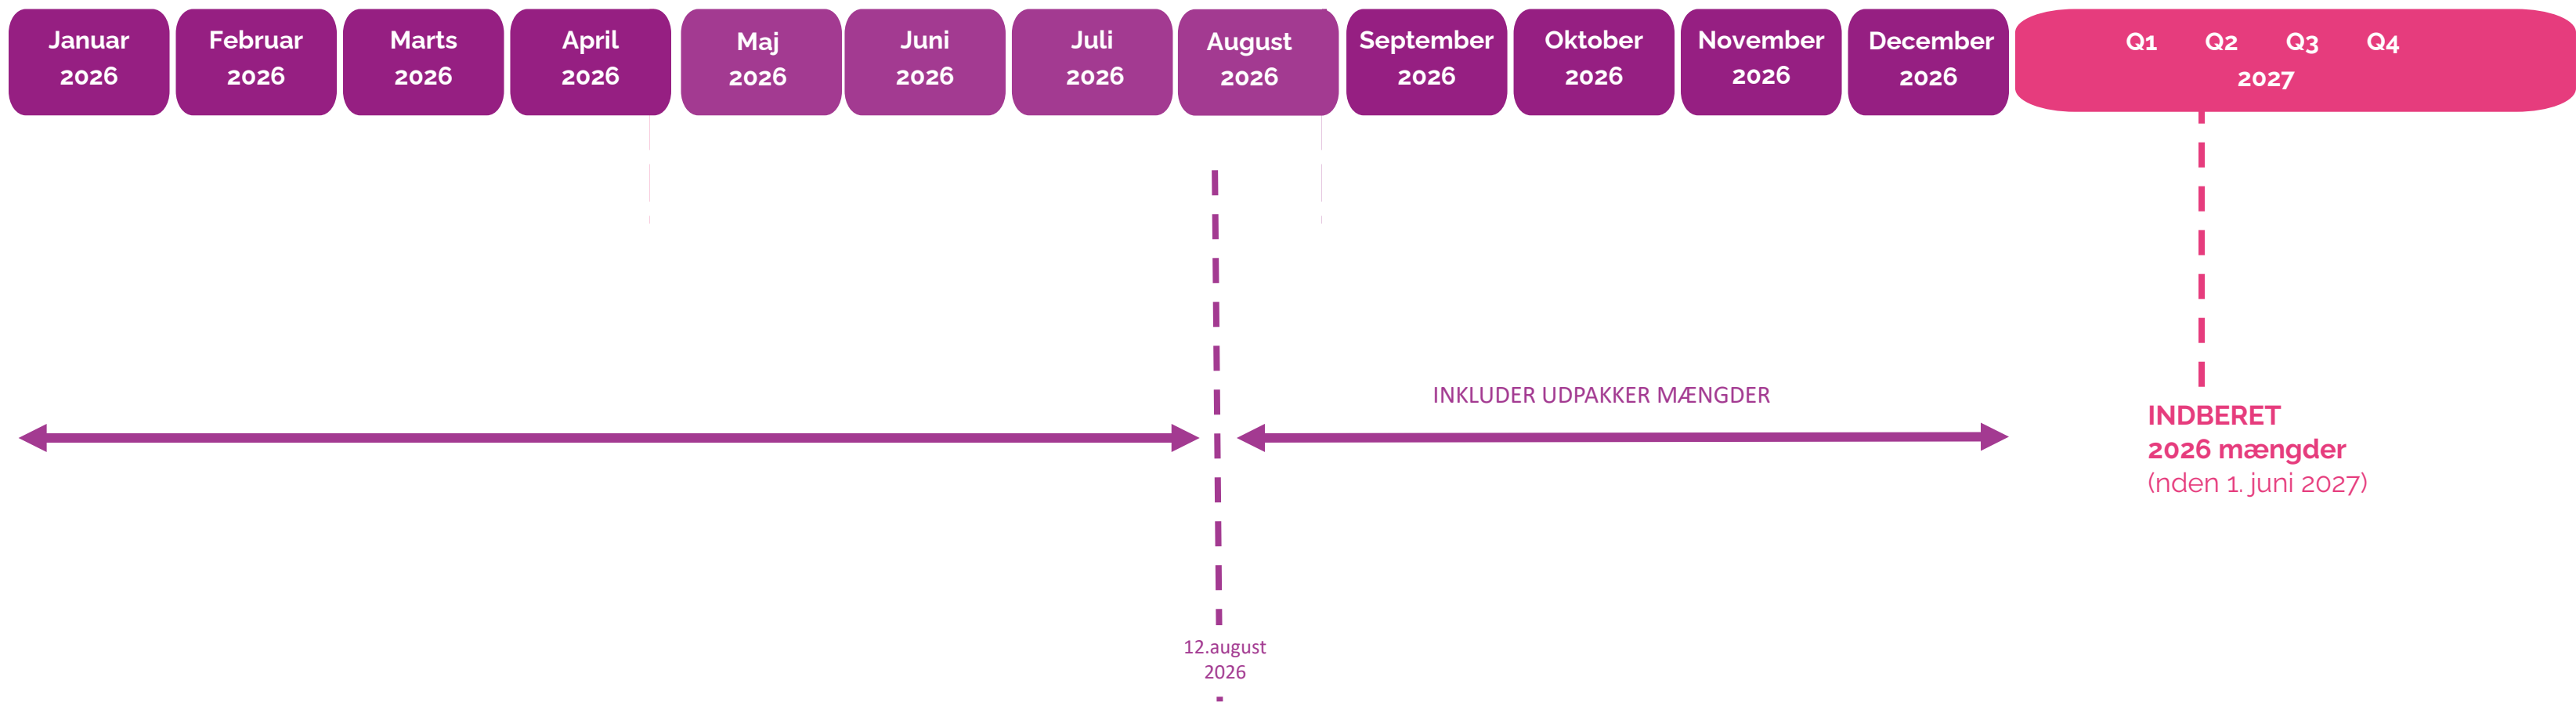 Januar
2026
Februar
2026
Marts
2026
April
2026
Maj
2026
Juni
2026
Juli
2026
August
2026
September
2026
Oktober
2026
November
2026
December
2026
Q1 Q2 Q3 Q4
2027
INKLUDER UDPAKKER MÆNGDER
INDBERET
2026 mængder
(nden 1. juni 2027)
12.august
2026